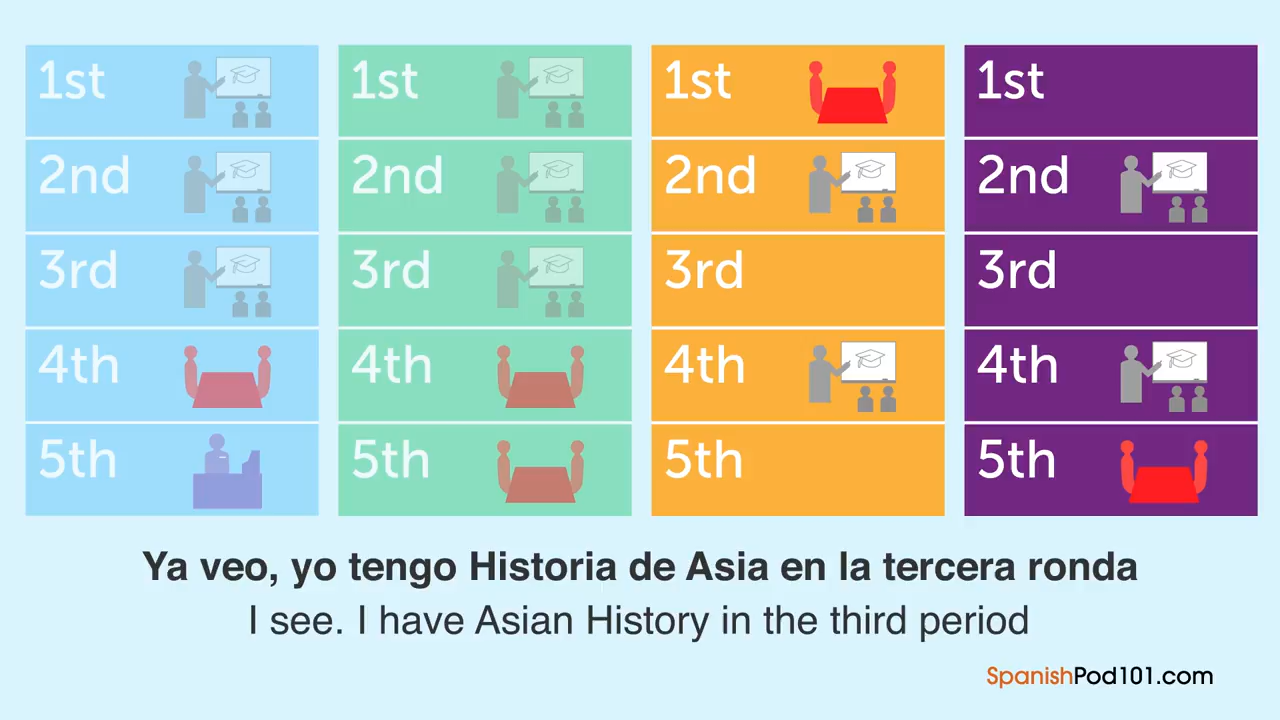 1st 1st 1st 1st
2nd 2nd 2nd 2nd
3rd 3rd 3rd 3rd
4th 4th 4th 4th
5th 5th 5th 5th
Ya veo, yo tengo Historia de Asia en la tercera ronda
I see. I have Asian History in the third period
SpanishPod101.com